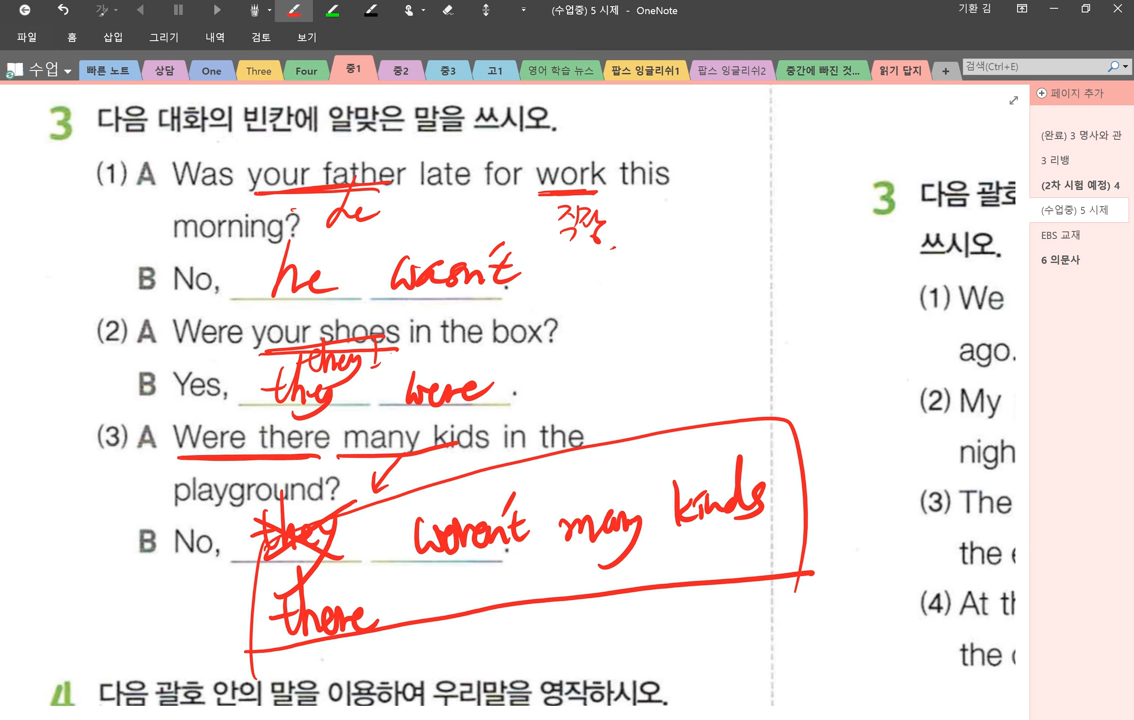 (수업중) 5 시제 - OneNote
기환 김
파일 홈 삽입 그리기 내역 검토 보기
수업 빠른 노트 상담 One Three Four 중1 중2 중3 고1 영어 학습 뉴스 팝스 잉글리쉬1 팝스 잉글리쉬2 중간에 빠진 것... 읽기 답지 + 검색(Ctrl+E)
페이지 추가
(완료) 3 명사와 관
3 리뱅
(2차 시험 예정) 4
(수업중) 5 시제
EBS 교재
6 의문사
3 다음 대화의 빈칸에 알맞은 말을 쓰시오.
(1) A Was your father late for work this
he 직장
morning?
B No, he wasn't.
(2) A Were your shoes in the box?
they
B Yes, they were.
(3) A Were there many kids in the
playground?
B No, they weren't many kinds
there
4 다음 괄호 안의 말을 이용하여 우리말을 영작하시오.
3 다음 괄호
쓰시오.
(1) We
ago.
(2) My
nigh
(3) The
the e
(4) At th
the